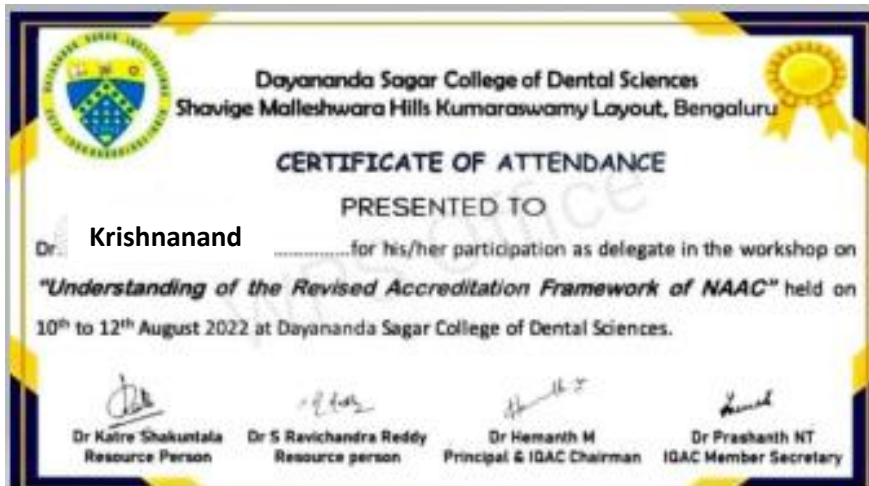 Dayananda Sagar College of Dental Sciences
Shavige Malleshwara Hills Kumaraswamy Layout, Bengaluru
CERTIFICATE OF ATTENDANCE
PRESENTED TO
Dr. Krishnanand ..................for his/her participation as delegate in the workshop on
"Understanding of the Revised Accreditation Framework of NAAC" held on
10th to 12th August 2022 at Dayananda Sagar College of Dental Sciences.
Dr Katre Shakuntala Dr S Ravichandra Reddy Dr Hemanth M Dr Prashanth NT
Resource Person Resource person Principal & IQAC Chairman IQAC Member Secretary
WPS Office